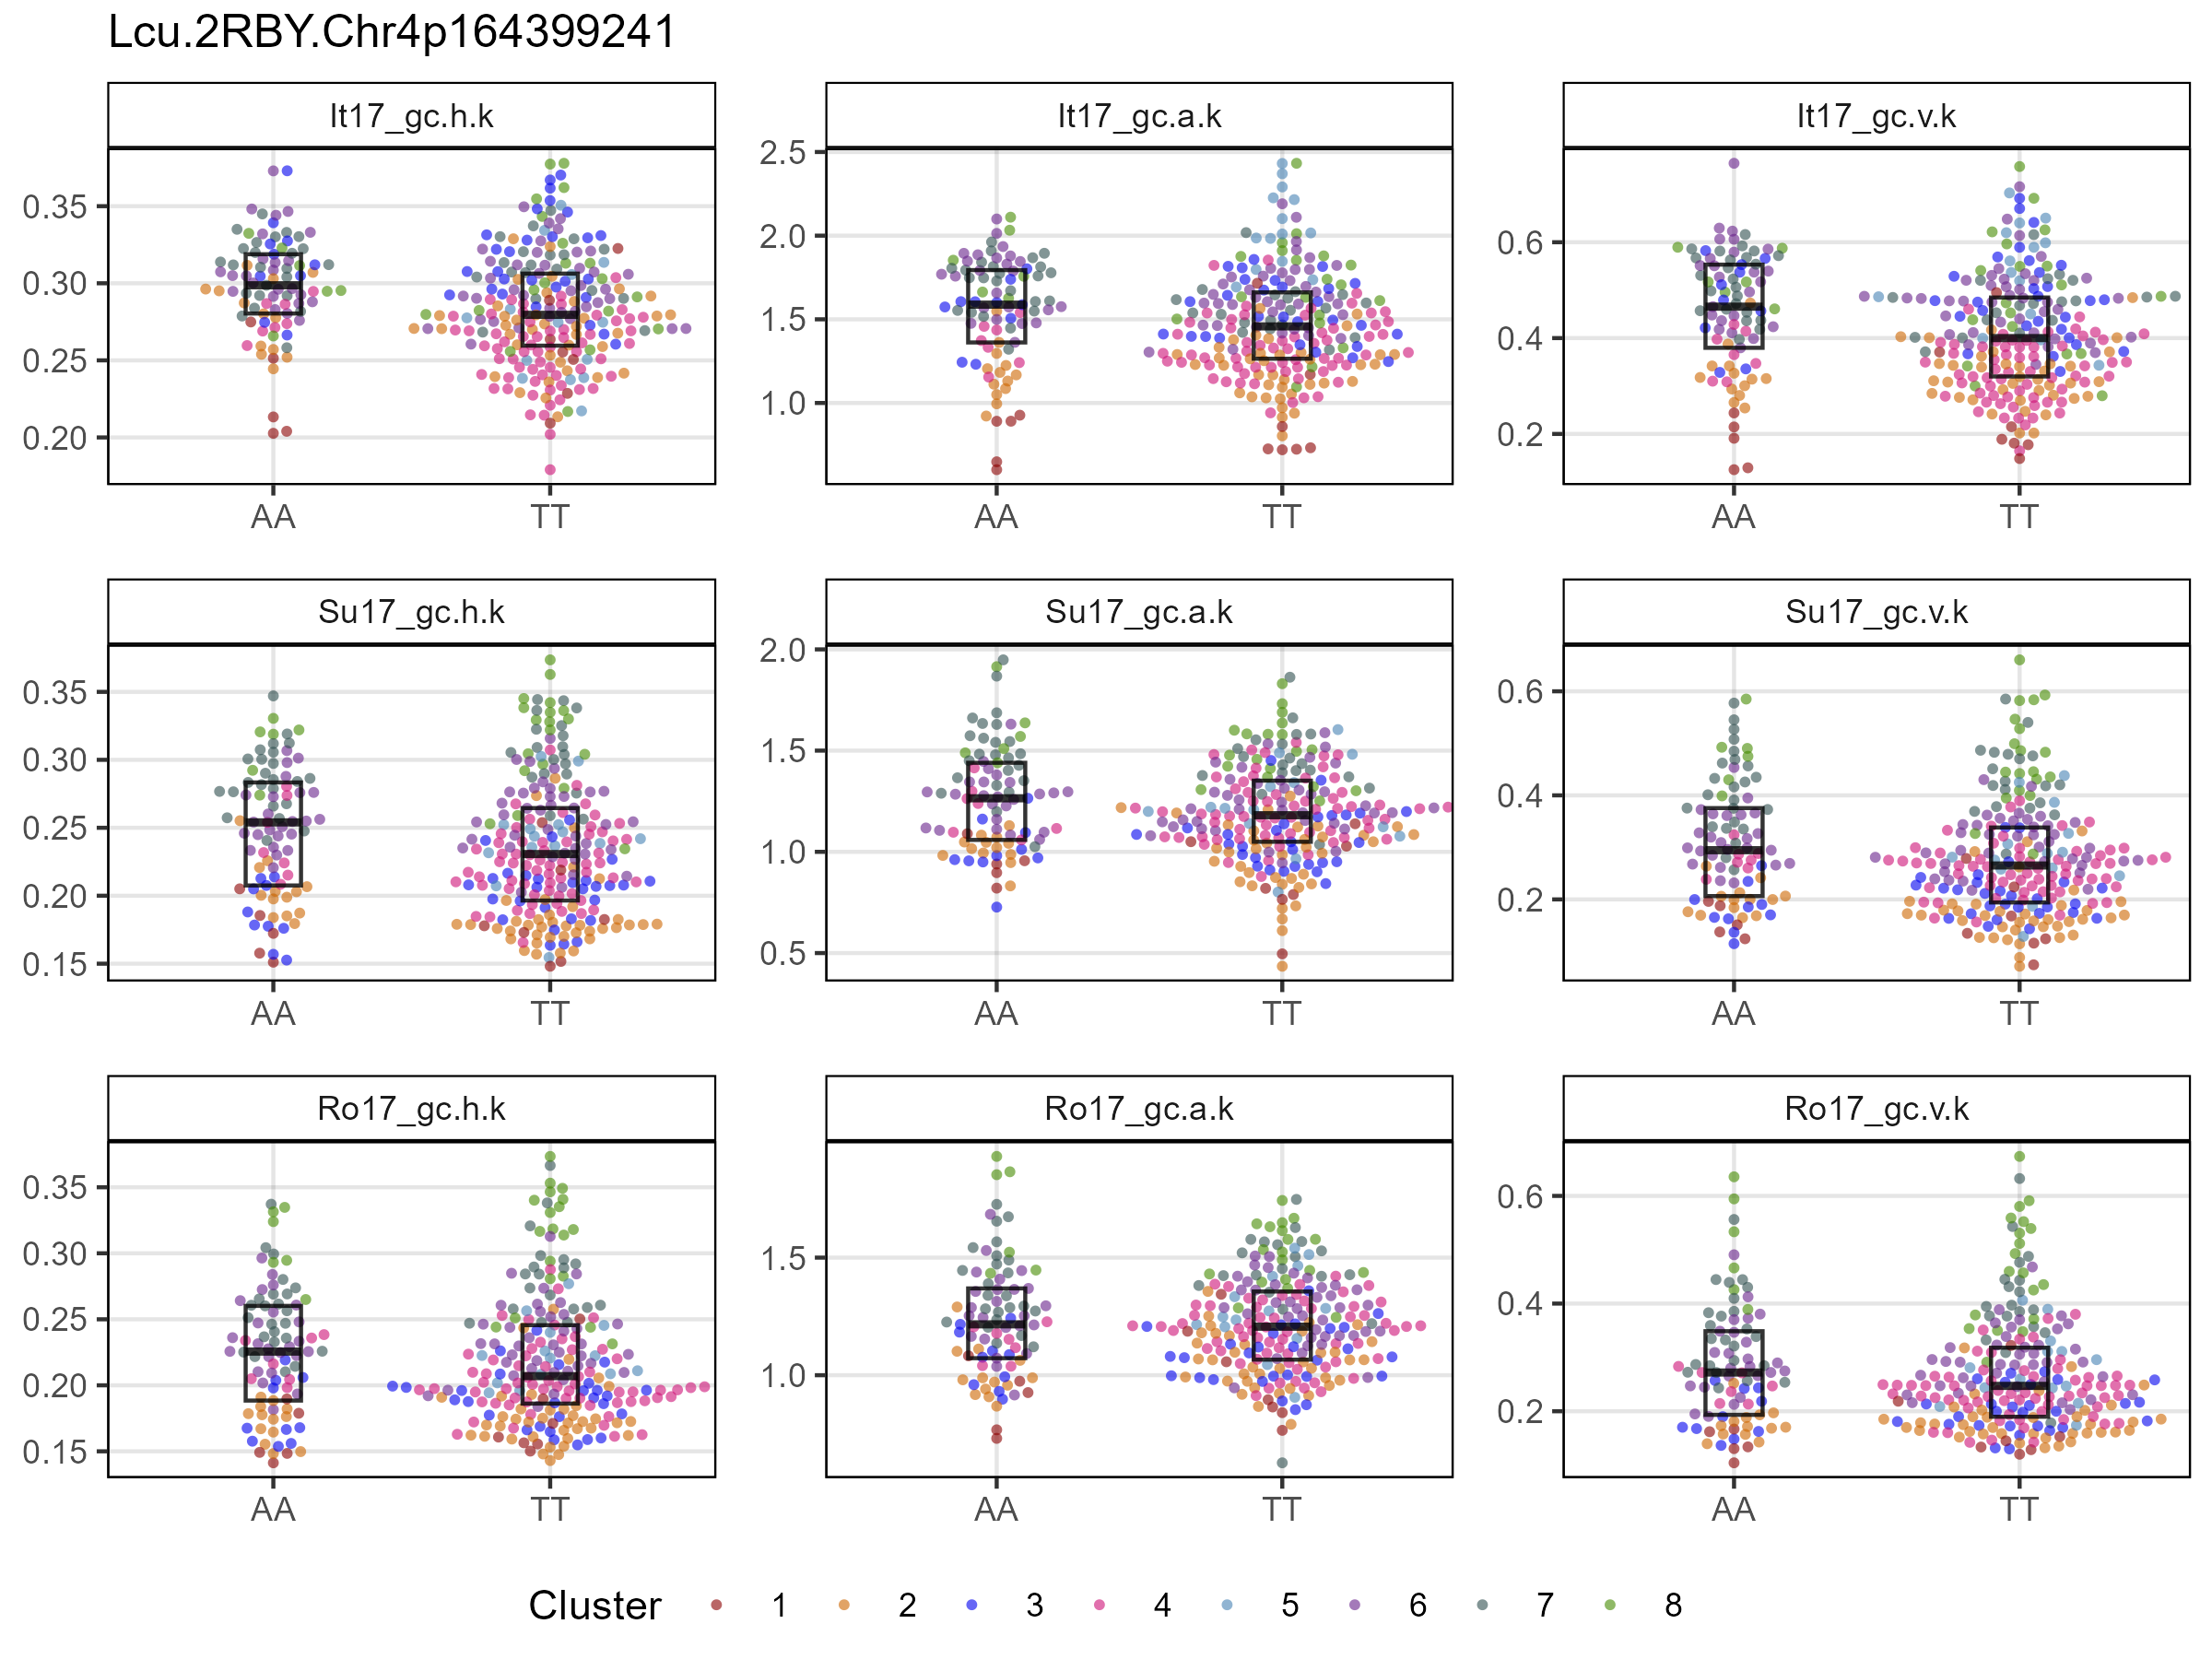 Lcu.2RBY.Chr4p164399241
It17_gc.h.k
It17_gc.a.k
It17_gc.v.k
0.35
0.30
0.25
0.20
AA TT
2.5
2.0
1.5
1.0
AA TT
0.6
0.4
0.2
AA TT
Su17_gc.h.k
Su17_gc.a.k
Su17_gc.v.k
0.35
0.30
0.25
0.20
0.15
AA TT
2.0
1.5
1.0
0.5
AA TT
0.6
0.4
0.2
AA TT
Ro17_gc.h.k
Ro17_gc.a.k
Ro17_gc.v.k
0.35
0.30
0.25
0.20
0.15
AA TT
1.5
1.0
AA TT
0.6
0.4
0.2
AA TT
Cluster 1 2 3 4 5 6 7 8